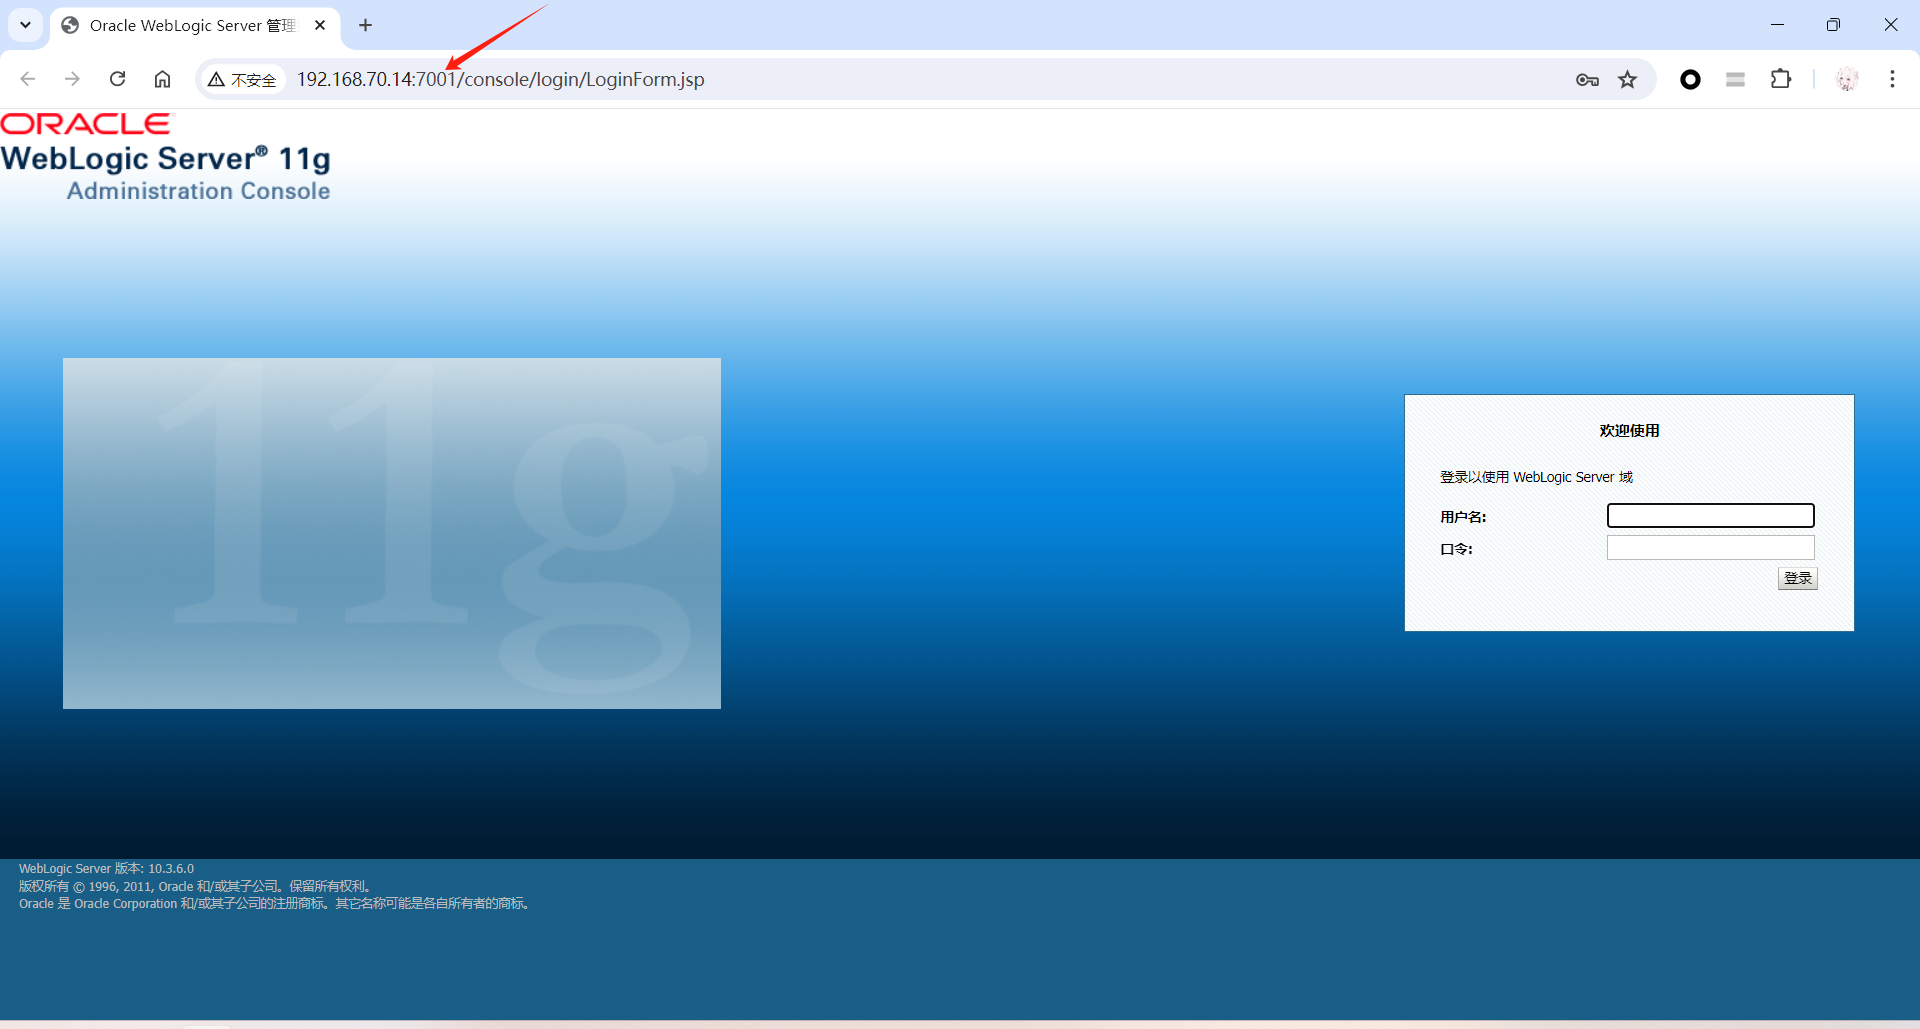 Oracle WebLogic Server 管理
不安全
192.168.70.14:7001/console/login/LoginForm.jsp
ORACLE
WebLogic Server® 11g
Administration Console
11g
欢迎使用
登录以使用 WebLogic Server 域
用户名:
口令:
登录
WebLogic Server 版本: 10.3.6.0
版权所有 © 1996, 2011, Oracle 和/或其子公司。保留所有权利。
Oracle 是 Oracle Corporation 和/或其子公司的注册商标。其它名称可能是各自所有者的商标。